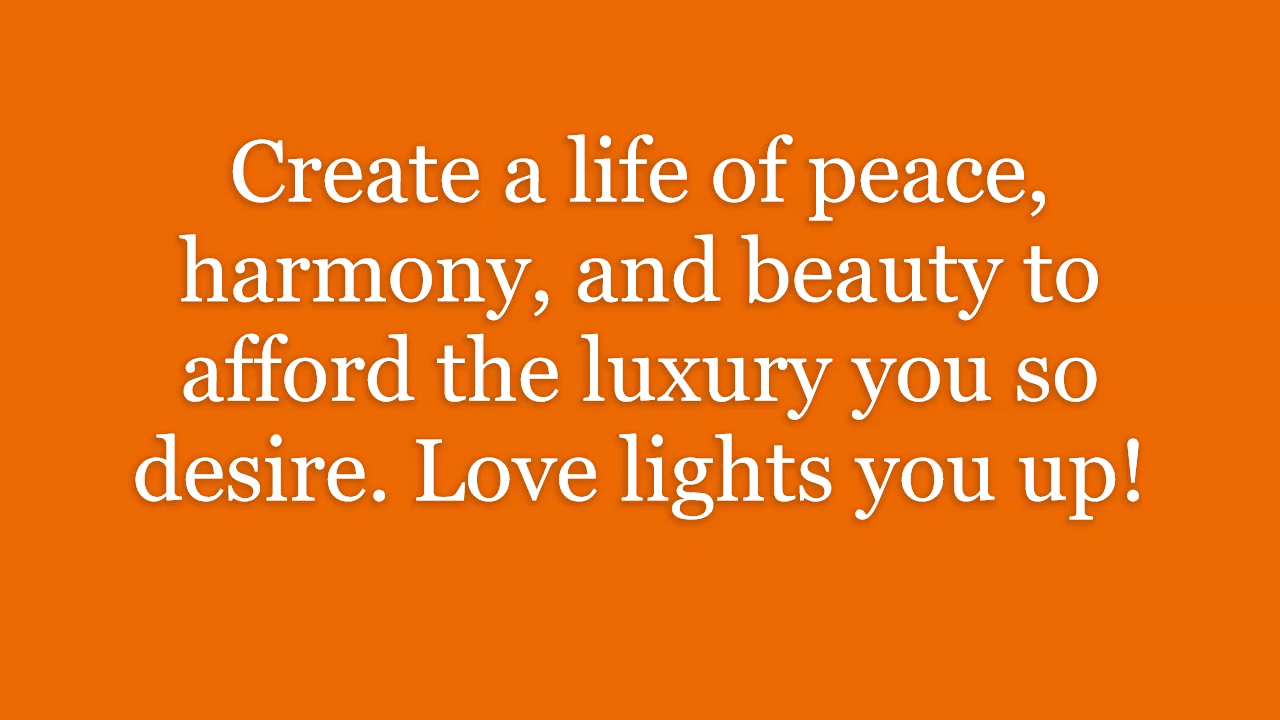 Create a life of peace,
harmony, and beauty to
afford the luxury you so
desire. Love lights you up!